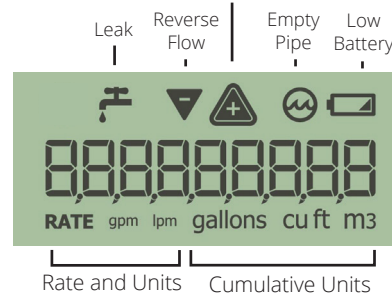 Leak Reverse Flow Empty Pipe Low Battery
8,8,8,8,8,8,8,8,8
RATE gpm lpm gallons cu ft m3
Rate and Units Cumulative Units